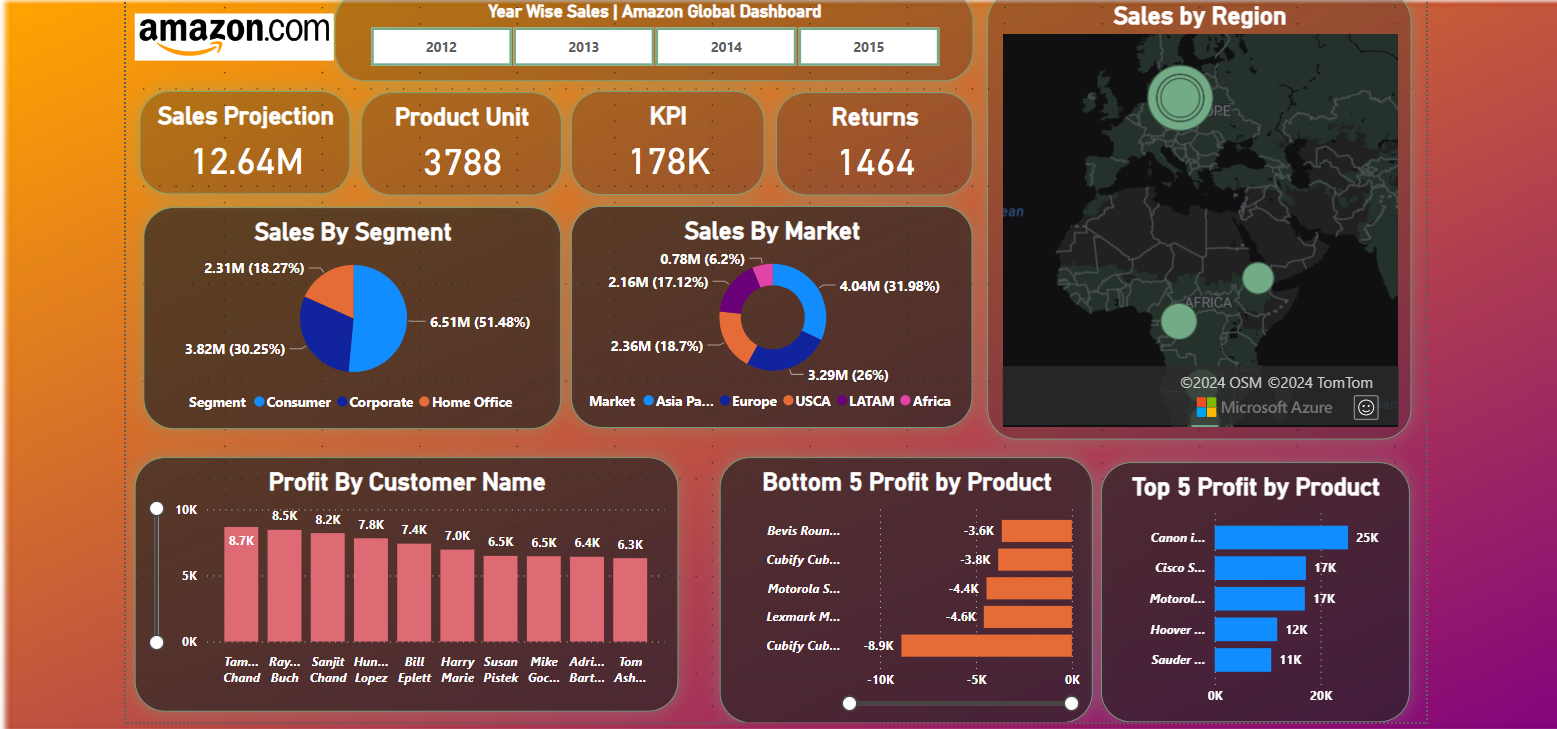 amazon.com
Year Wise Sales | Amazon Global Dashboard
2012
2013
2014
2015
Sales Projection
12.64M
Product Unit
3788
KPI
178K
Returns
1464
Sales by Region
EUROPE
ean
AFRICA
©2024 OSM ©2024 TomTom
Microsoft Azure
Sales By Segment
2.31M (18.27%)
6.51M (51.48%)
3.82M (30.25%)
Segment Consumer Corporate Home Office
Sales By Market
0.78M (6.2%)
2.16M (17.12%)
4.04M (31.98%)
2.36M (18.7%)
3.29M (26%)
Market Asia Pa... Europe USCA LATAM Africa
Profit By Customer Name
10K
5K
0K
8.7K
8.5K
8.2K
7.8K
7.4K
7.0K
6.5K
6.5K
6.4K
6.3K
Tam... Chand
Ray... Buch
Sanjit Chand
Hun... Lopez
Bill Eplett
Harry Marie
Susan Pistek
Mike Goc...
Adri... Bart...
Tom Ash...
Bottom 5 Profit by Product
Bevis Roun... -3.6K
Cubify Cub... -3.8K
Motorola S... -4.4K
Lexmark M... -4.6K
Cubify Cub... -8.9K
-10K -5K 0K
Top 5 Profit by Product
Canon i... 25K
Cisco S... 17K
Motorol... 17K
Hoover ... 12K
Sauder ... 11K
0K 20K